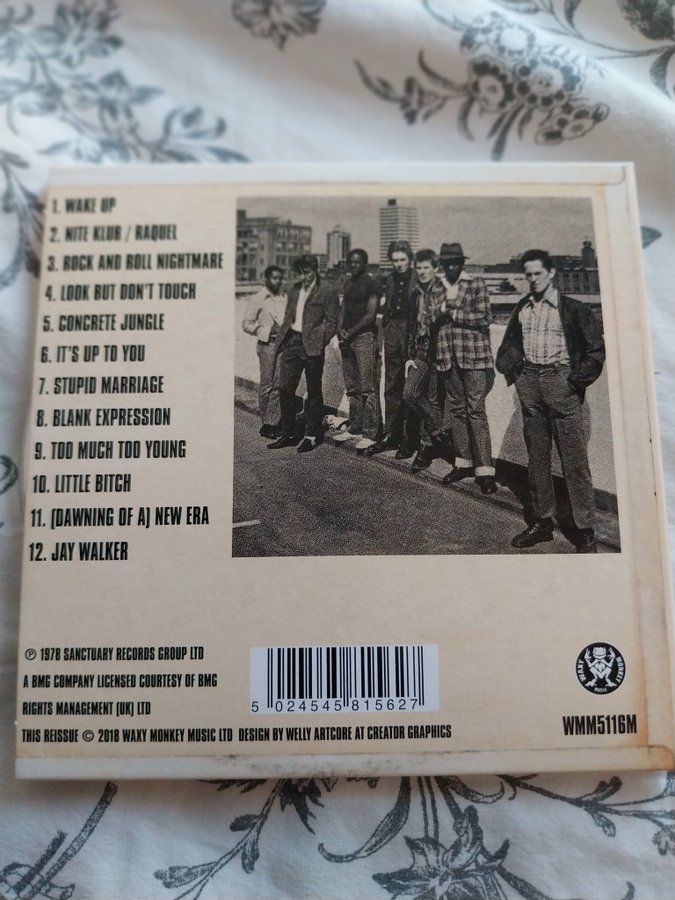 1. WAKE UP
2. NITE KLUB / RAQUEL
3. ROCK AND ROLL NIGHTMARE
4. LOOK BUT DON'T TOUCH
5. CONCRETE JUNGLE
6. IT'S UP TO YOU
7. STUPID MARRIAGE
8. BLANK EXPRESSION
9. TOO MUCH TOO YOUNG
10. LITTLE BITCH
11. (DAWNING OF A) NEW ERA
12. JAY WALKER
℗ 1978 SANCTUARY RECORDS GROUP LTD
A BMG COMPANY LICENSED COURTESY OF BMG
RIGHTS MANAGEMENT (UK) LTD
THIS REISSUE © 2018 WAXY MONKEY MUSIC LTD DESIGN BY WELLY ARTCORE AT CREATOR GRAPHICS
5 024545 815627
WAXY MONKEY
MUSIC
WMM5116M